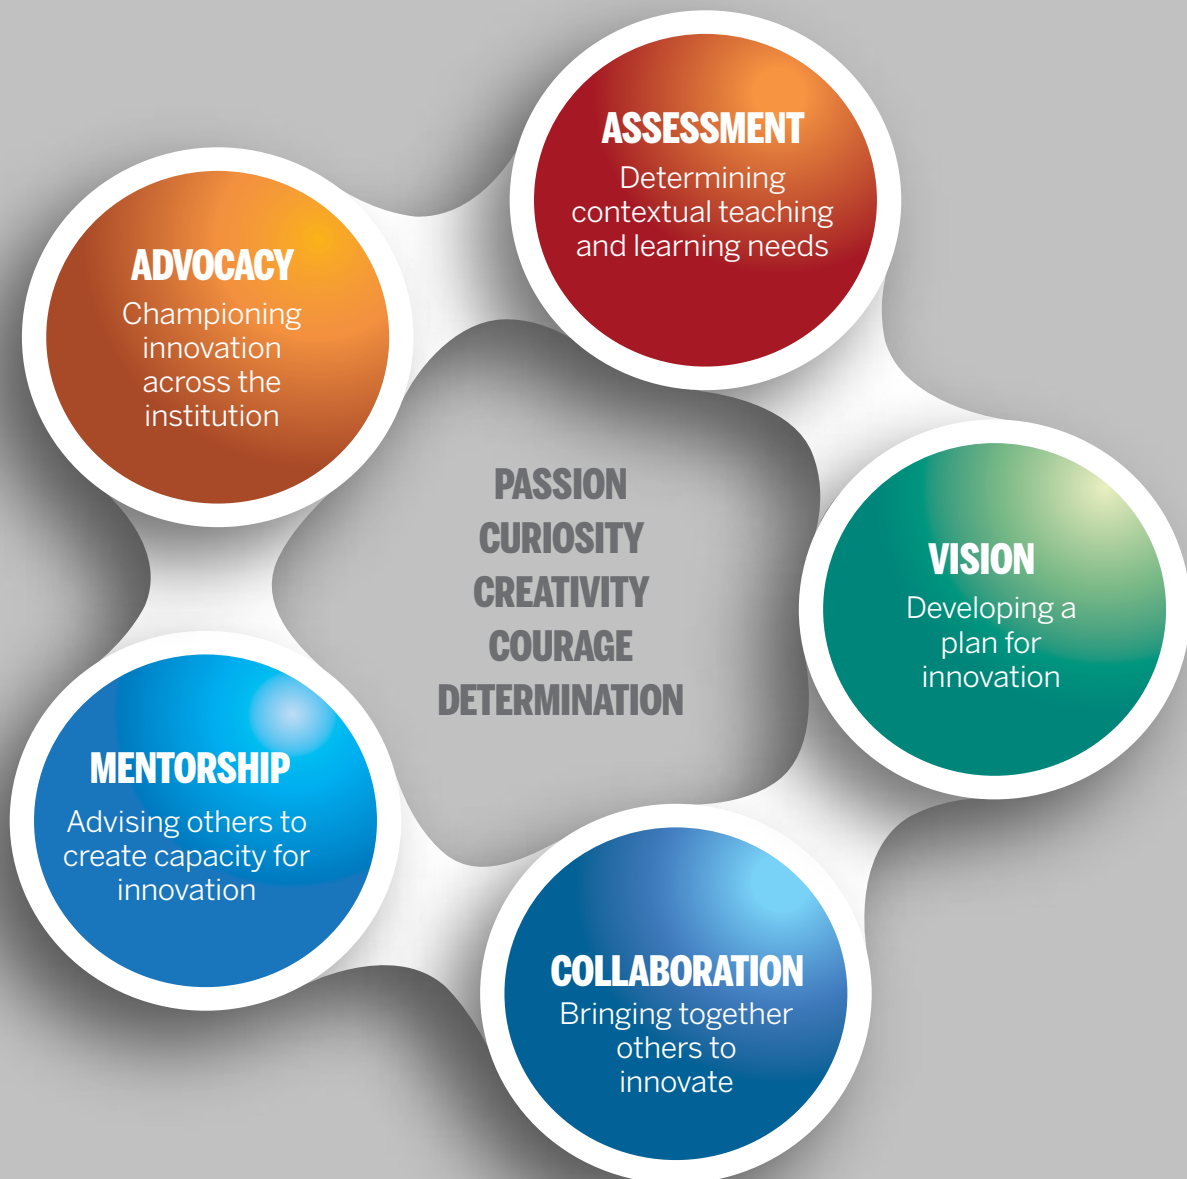 ASSESSMENT
Determining
contextual teaching
and learning needs
ADVOCACY
Championing
innovation
across the
institution
PASSION
CURIOSITY
CREATIVITY
COURAGE
DETERMINATION
VISION
Developing a
plan for
innovation
MENTORSHIP
Advising others to
create capacity for
innovation
COLLABORATION
Bringing together
others to
innovate